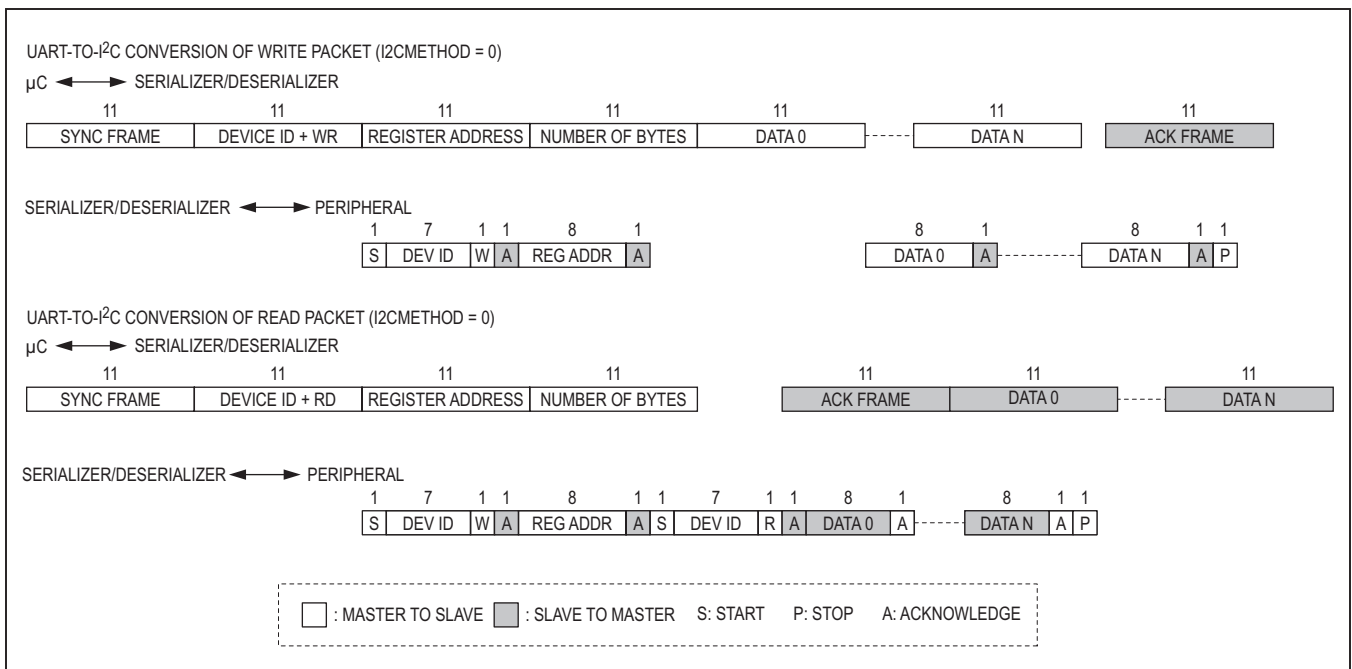 UART-TO-I2C CONVERSION OF WRITE PACKET (I2CMETHOD = 0)
µC SERIALIZER/DESERIALIZER
11 11 11 11 11 11 11
SYNC FRAME DEVICE ID + WR REGISTER ADDRESS NUMBER OF BYTES DATA 0 DATA N ACK FRAME
SERIALIZER/DESERIALIZER PERIPHERAL
1 7 1 1 8 1 8 1 8 1 1
S DEV ID W A REG ADDR A DATA 0 A DATA N A P
UART-TO-I2C CONVERSION OF READ PACKET (I2CMETHOD = 0)
µC SERIALIZER/DESERIALIZER
11 11 11 11 11 11 11
SYNC FRAME DEVICE ID + RD REGISTER ADDRESS NUMBER OF BYTES ACK FRAME DATA 0 DATA N
SERIALIZER/DESERIALIZER PERIPHERAL
1 7 1 1 8 1 1 7 1 1 8 1 8 1 1
S DEV ID W A REG ADDR A S DEV ID R A DATA 0 A DATA N A P
: MASTER TO SLAVE : SLAVE TO MASTER S: START P: STOP A: ACKNOWLEDGE